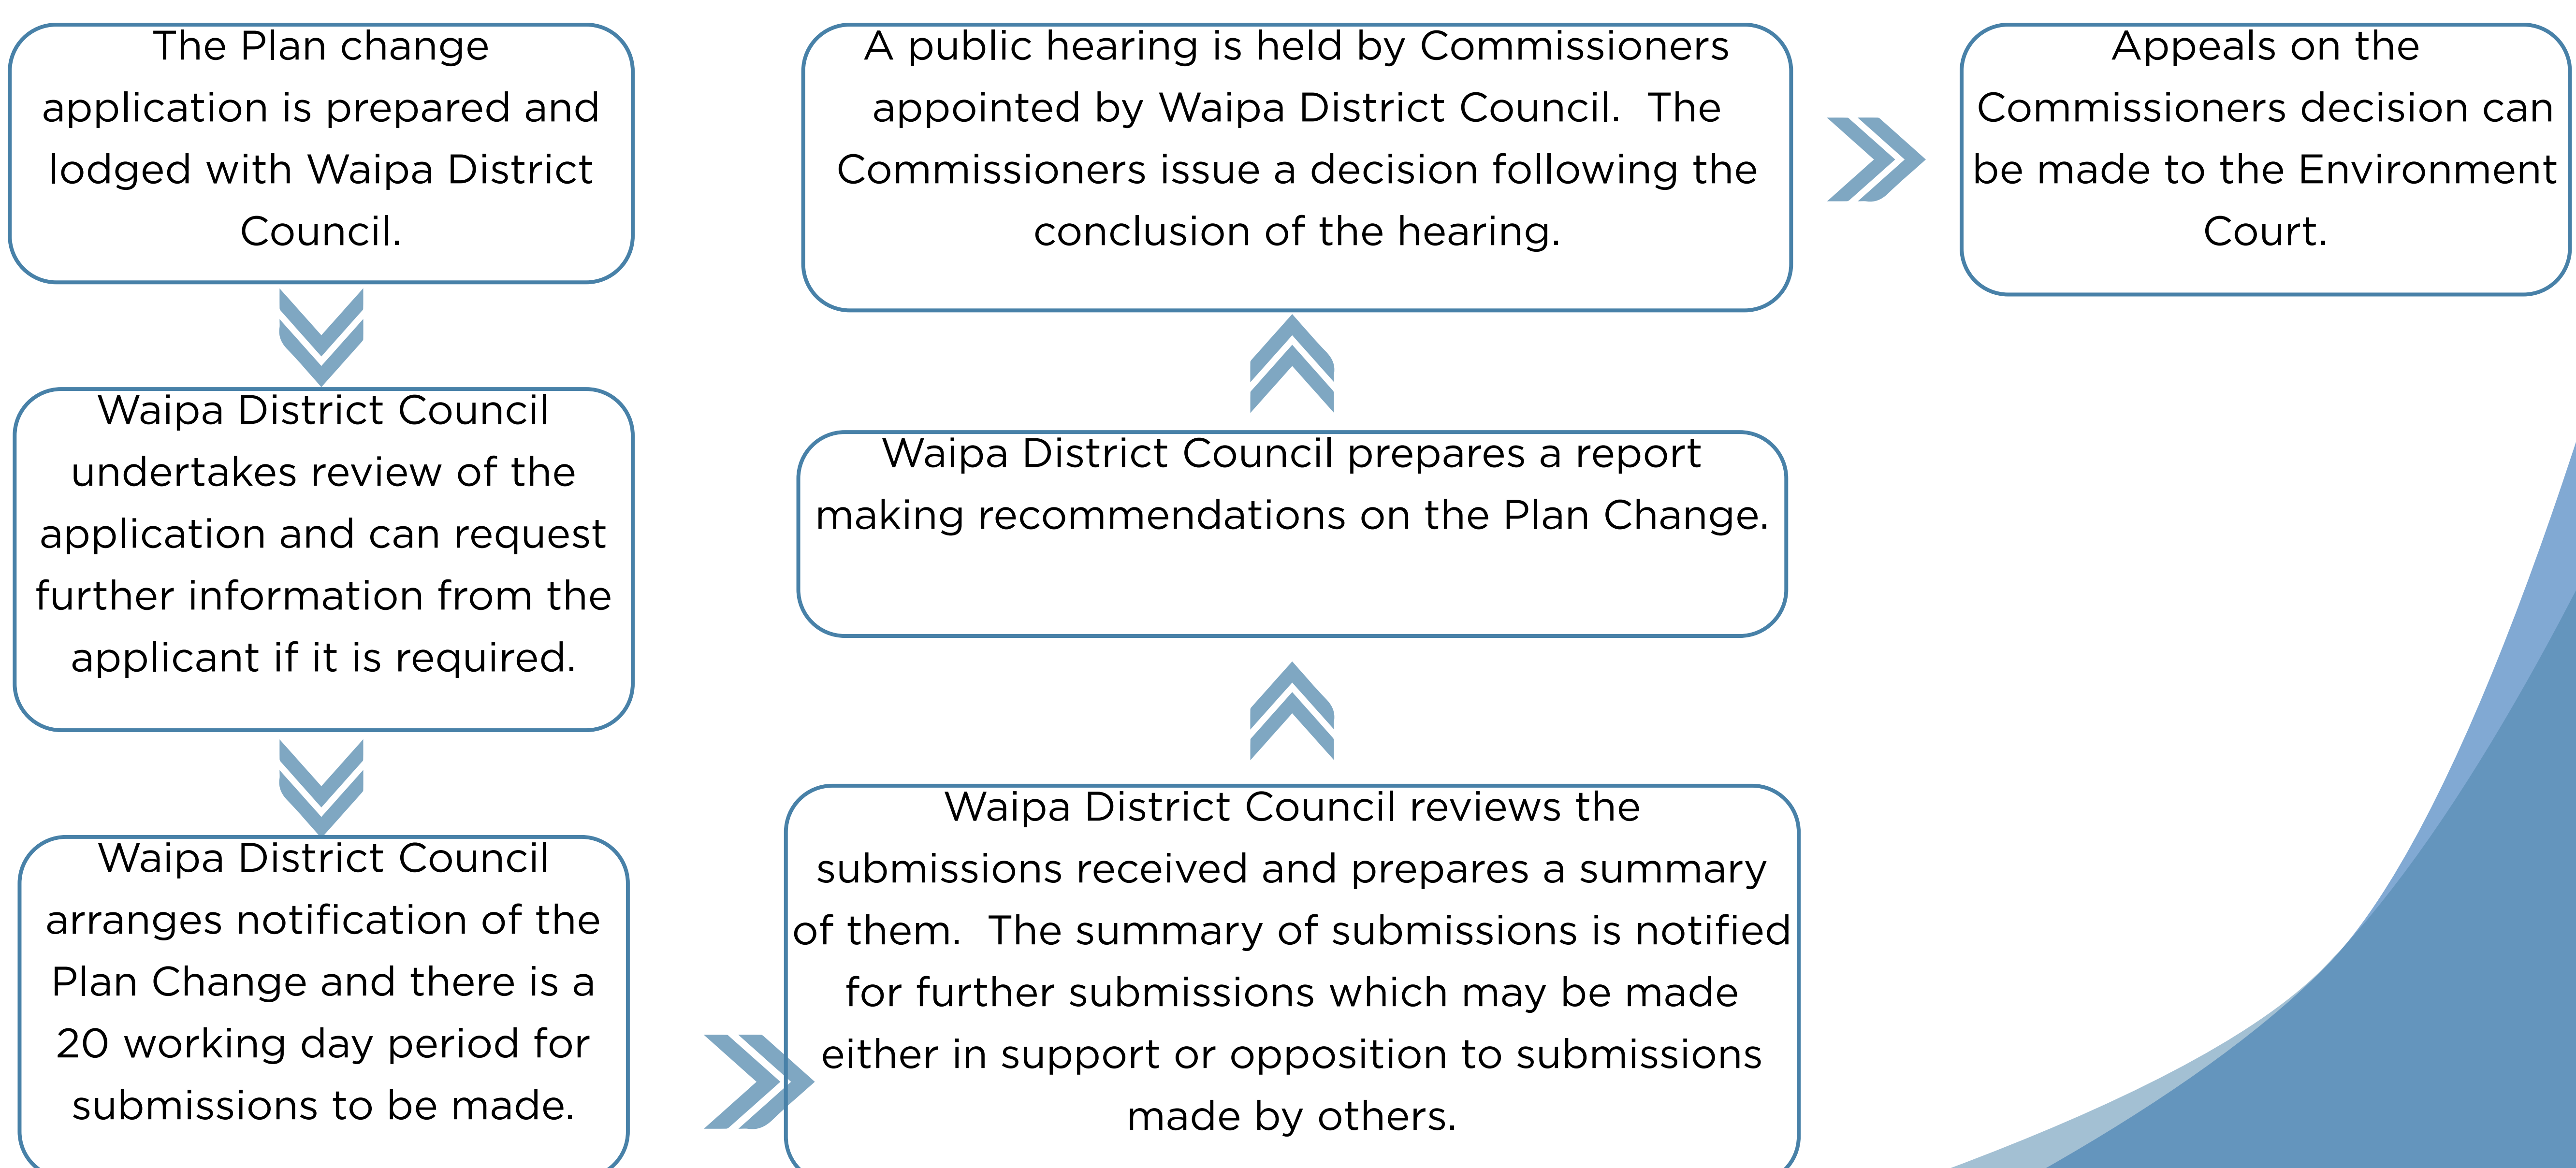 The Plan change
application is prepared and
lodged with Waipa District
Council.
Waipa District Council
undertakes review of the
application and can request
further information from the
applicant if it is required.
Waipa District Council
arranges notification of the
Plan Change and there is a
20 working day period for
submissions to be made.
Waipa District Council reviews the
submissions received and prepares a summary
of them.  The summary of submissions is notified
for further submissions which may be made
either in support or opposition to submissions
made by others.
Waipa District Council prepares a report
making recommendations on the Plan Change.
A public hearing is held by Commissioners
appointed by Waipa District Council.  The
Commissioners issue a decision following the
conclusion of the hearing.
Appeals on the
Commissioners decision can
be made to the Environment
Court.